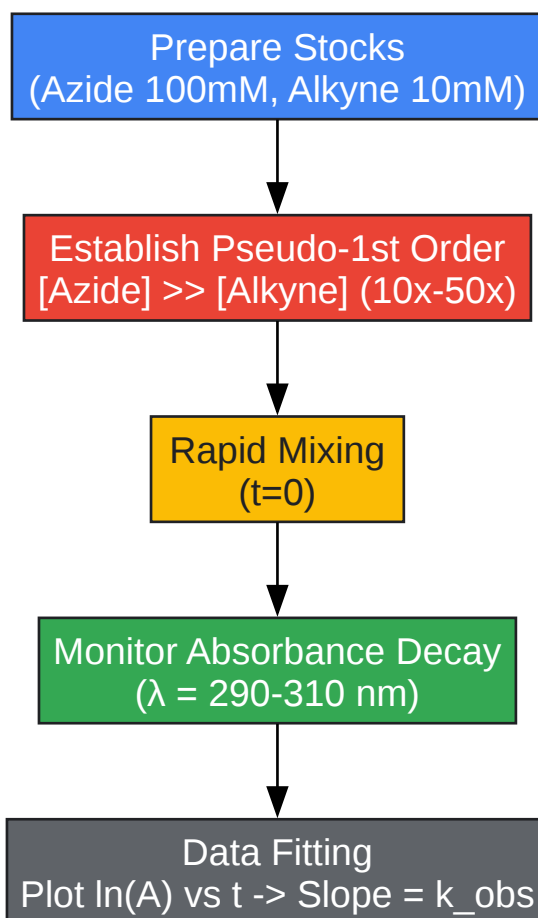 Prepare Stocks
(Azide 100mM, Alkyne 10mM)
Establish Pseudo-1st Order
[Azide] >> [Alkyne] (10x-50x)
Rapid Mixing
(t=0)
Monitor Absorbance Decay
(λ = 290-310 nm)
Data Fitting
Plot ln(A) vs t -> Slope = k_obs